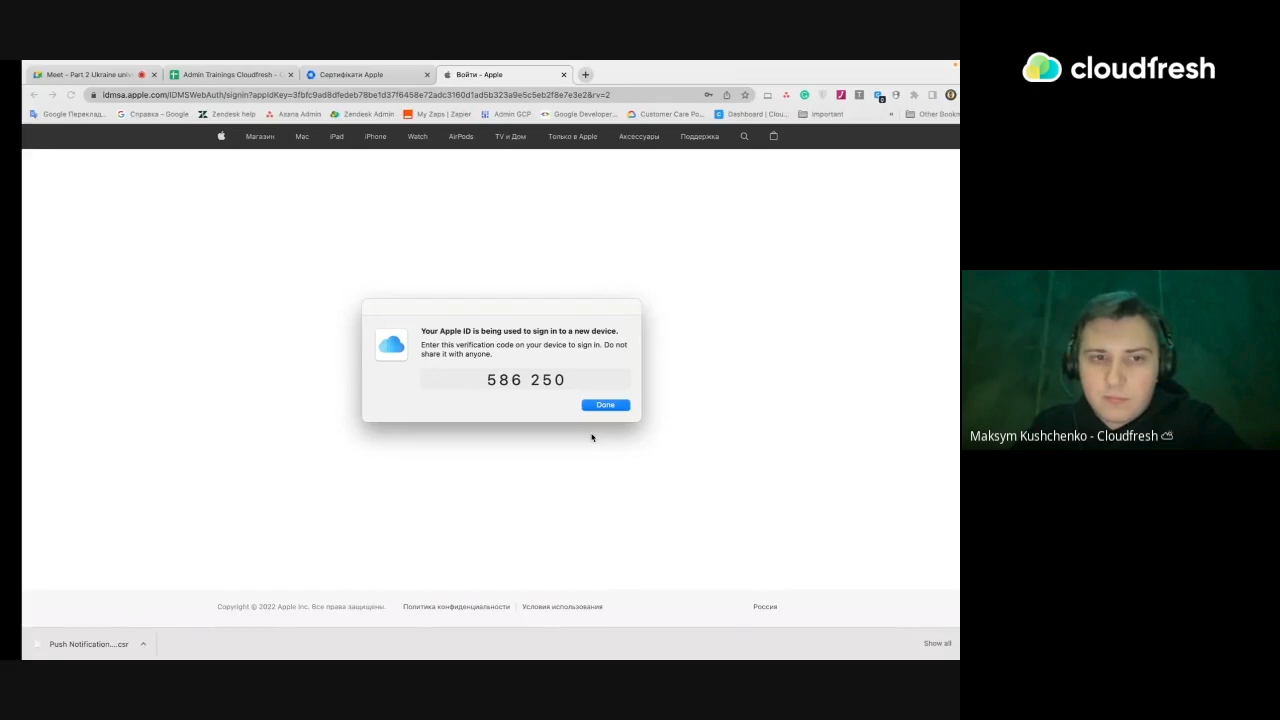 cloudfresh
Meet - Part 2 Ukraine univ
Admin Trainings Cloudfresh -
Сертифікати Apple
Войти - Apple
idmsa.apple.com/IDMSWebAuth/signin?appIdKey=3fbfc9ad8dfedeb78be1d37f6458e72adc3160d1ad5b323a9e5c5eb2f8e7e3e2&rv=2
Google Переклад...
Справка - Google
Zendesk help
Asana Admin
Zendesk Admin
My Zaps | Zapier
Admin GCP
Google Developer...
Customer Care Po...
Dashboard | Clou...
Important
»
Other Bookm
Магазин
Mac
iPad
iPhone
Watch
AirPods
TV и Дом
Только в Apple
Аксессуары
Поддержка
Your Apple ID is being used to sign in to a new device.
Enter this verification code on your device to sign in. Do not
share it with anyone.
586 250
Done
Maksym Kushchenko - Cloudfresh
Copyright © 2022 Apple Inc. Все права защищены.
Политика конфиденциальности
Условия использования
Россия
Push Notification....csr
Show all